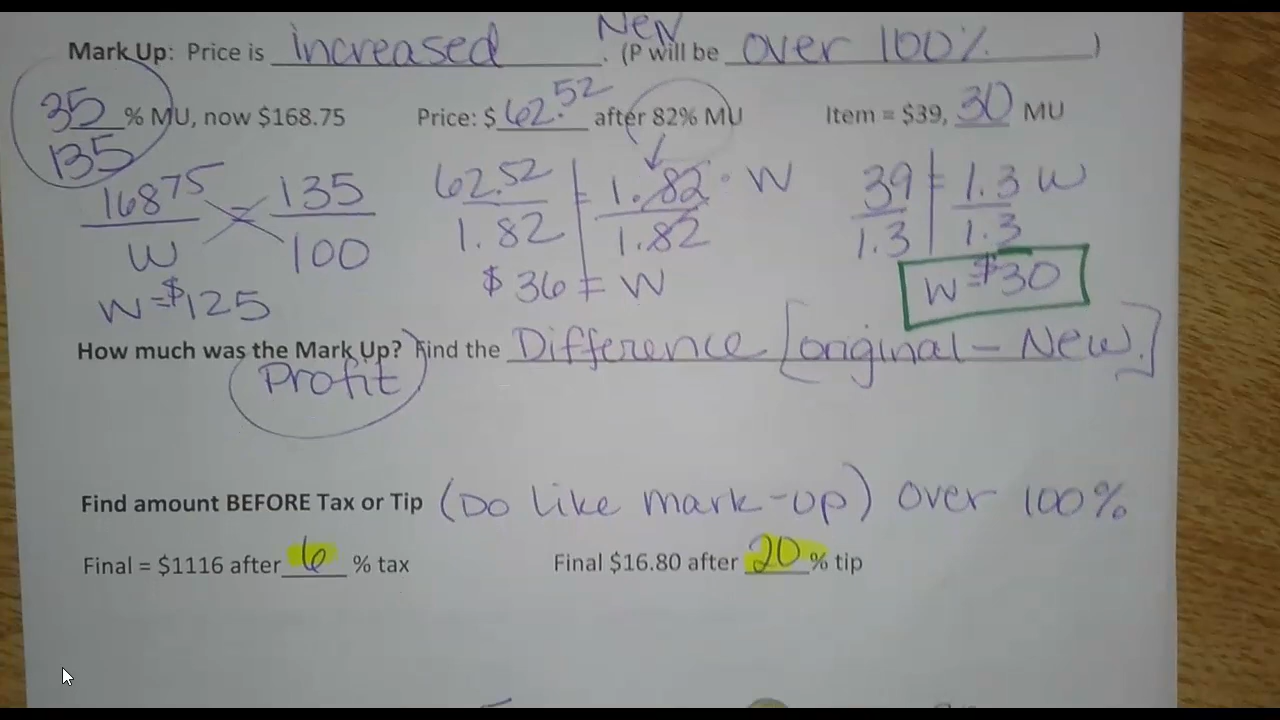 Mark Up: Price is increased. New (P will be over 100%)
35 % MU, now $168.75
135
Price: $ 62.52 after 82% MU
Item = $39, 30 MU
168.75 / W = 135 / 100
W = $125
62.52 / 1.82 = 1.82 · W / 1.82
$ 36 = W
39 / 1.3 = 1.3 W / 1.3
W = $30
How much was the Mark Up? Find the Difference [original - New.]
Profit
Find amount BEFORE Tax or Tip (Do like mark-up) over 100%
Final = $1116 after 6 % tax
Final $16.80 after 20 % tip